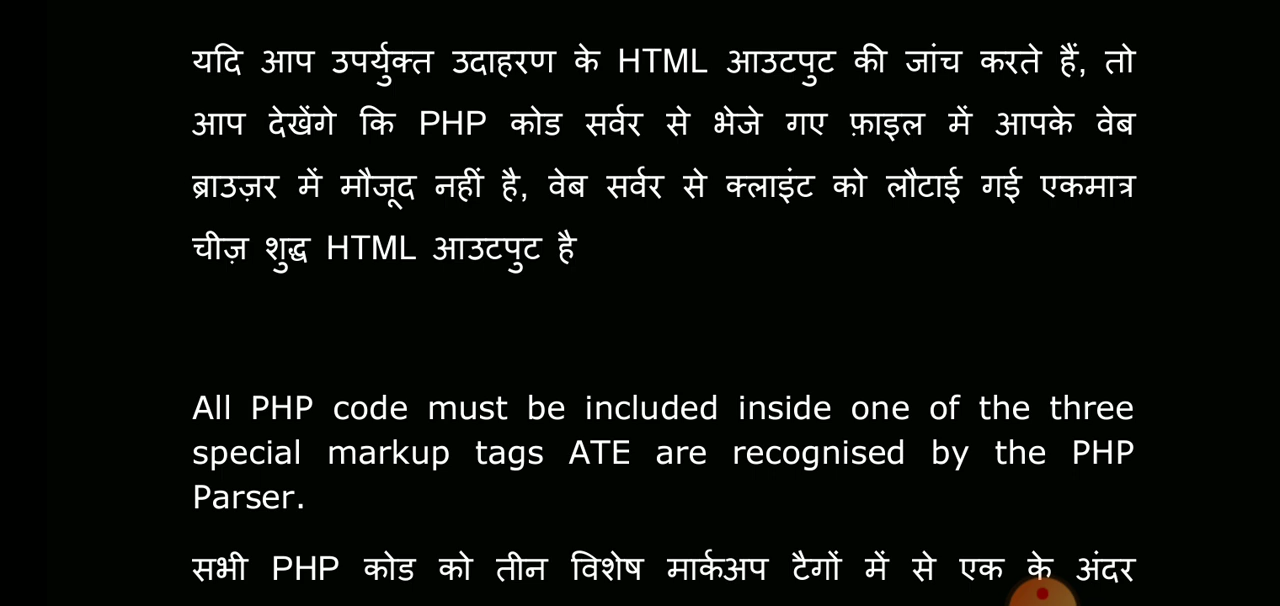 यदि आप उपर्युक्त उदाहरण के HTML आउटपुट की जांच करते हैं, तो
आप देखेंगे कि PHP कोड सर्वर से भेजे गए फ़ाइल में आपके वेब
ब्राउज़र में मौजूद नहीं है, वेब सर्वर से क्लाइंट को लौटाई गई एकमात्र
चीज़ शुद्ध HTML आउटपुट है
All PHP code must be included inside one of the three
special markup tags ATE are recognised by the PHP
Parser.
सभी PHP कोड को तीन विशेष मार्कअप टैगों में से एक के अंदर